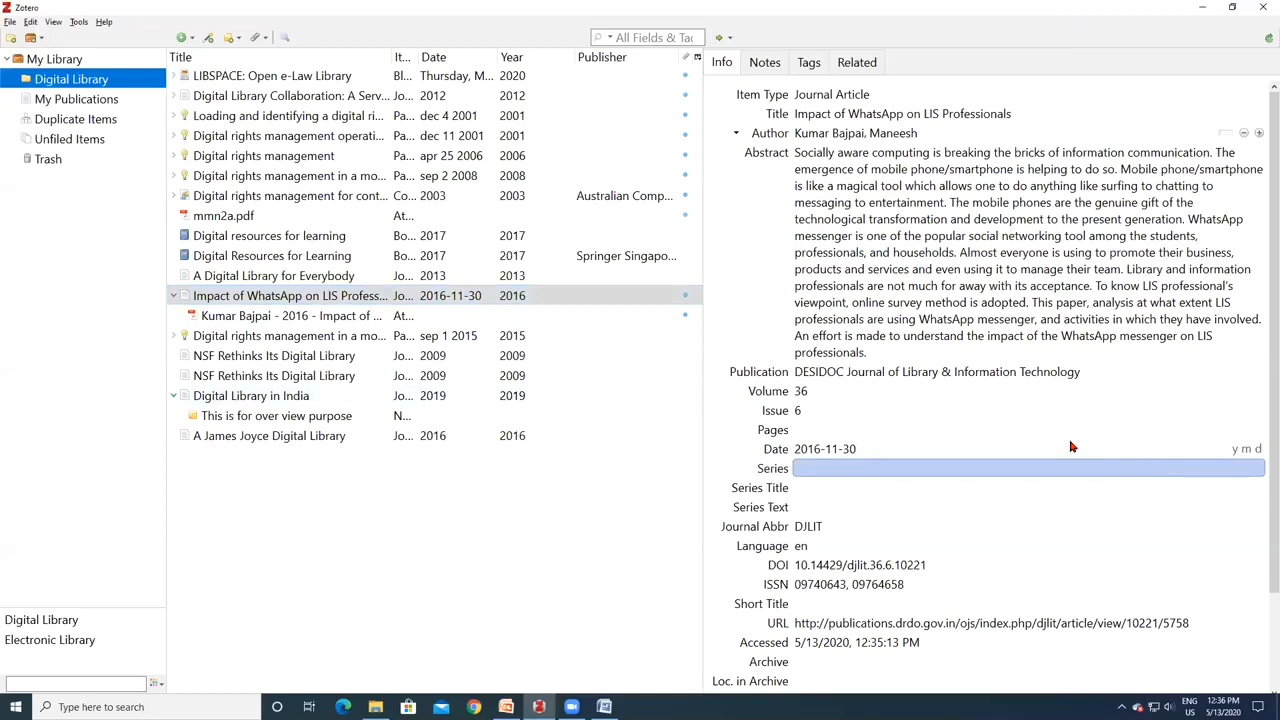 Zotero
File Edit View Tools Help
All Fields & Tac
My Library
Digital Library
My Publications
Duplicate Items
Unfiled Items
Trash
Digital Library
Electronic Library
Title It... Date Year Publisher
LIBSPACE: Open e-Law Library Bl... Thursday, M... 2020
Digital Library Collaboration: A Serv... Jo... 2012 2012
Loading and identifying a digital ri... Pa... dec 4 2001 2001
Digital rights management operati... Pa... dec 11 2001 2001
Digital rights management Pa... apr 25 2006 2006
Digital rights management in a mo... Pa... sep 2 2008 2008
Digital rights management for cont... Co... 2003 2003 Australian Comp...
mmn2a.pdf At...
Digital resources for learning Bo... 2017 2017
Digital Resources for Learning Bo... 2017 2017 Springer Singapo...
A Digital Library for Everybody Jo... 2013 2013
Impact of WhatsApp on LIS Profess... Jo... 2016-11-30 2016
Kumar Bajpai - 2016 - Impact of ... At...
Digital rights management in a mo... Pa... sep 1 2015 2015
NSF Rethinks Its Digital Library Jo... 2009 2009
NSF Rethinks Its Digital Library Jo... 2009 2009
Digital Library in India Jo... 2019 2019
This is for over view purpose N...
A James Joyce Digital Library Jo... 2016 2016
Info Notes Tags Related
Item Type Journal Article
Title Impact of WhatsApp on LIS Professionals
Author Kumar Bajpai, Maneesh
Abstract Socially aware computing is breaking the bricks of information communication. The
emergence of mobile phone/smartphone is helping to do so. Mobile phone/smartphone
is like a magical tool which allows one to do anything like surfing to chatting to
messaging to entertainment. The mobile phones are the genuine gift of the
technological transformation and development to the present generation. WhatsApp
messenger is one of the popular social networking tool among the students,
professionals, and households. Almost everyone is using to promote their business,
products and services and even using it to manage their team. Library and information
professionals are not much far away with its acceptance. To know LIS professional's
viewpoint, online survey method is adopted. This paper, analysis at what extent LIS
professionals are using WhatsApp messenger, and activities in which they have involved.
An effort is made to understand the impact of the WhatsApp messenger on LIS
professionals.
Publication DESIDOC Journal of Library & Information Technology
Volume 36
Issue 6
Pages
Date 2016-11-30 y m d
Series
Series Title
Series Text
Journal Abbr DJLIT
Language en
DOI 10.14429/djlit.36.6.10221
ISSN 09740643, 09764658
Short Title
URL http://publications.drdo.gov.in/ojs/index.php/djlit/article/view/10221/5758
Accessed 5/13/2020, 12:35:13 PM
Archive
Loc. in Archive
Type here to search
ENG 12:36 PM
US 5/13/2020